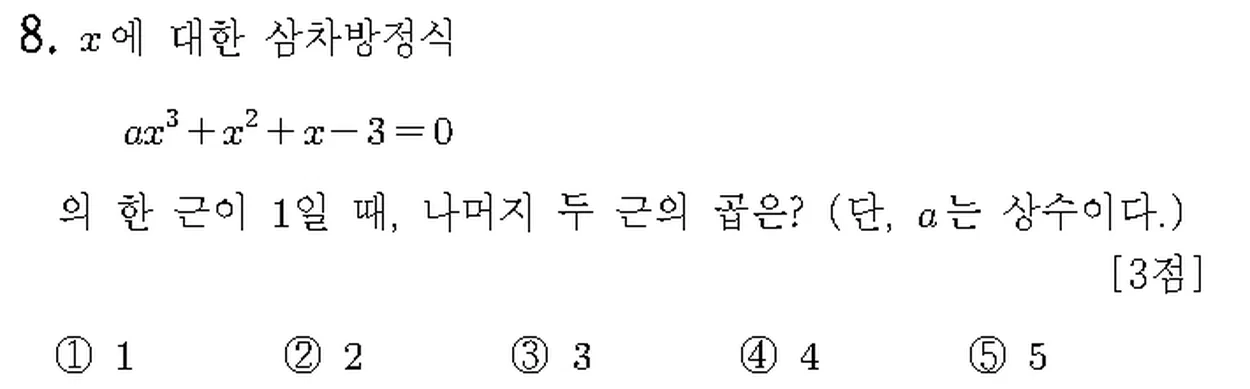 8. x에 대한 삼차방정식
ax³+x²+x-3=0
의 한 근이 1일 때, 나머지 두 근의 곱은? (단, a는 상수이다.)
[3점]
① 1 ② 2 ③ 3 ④ 4 ⑤ 5